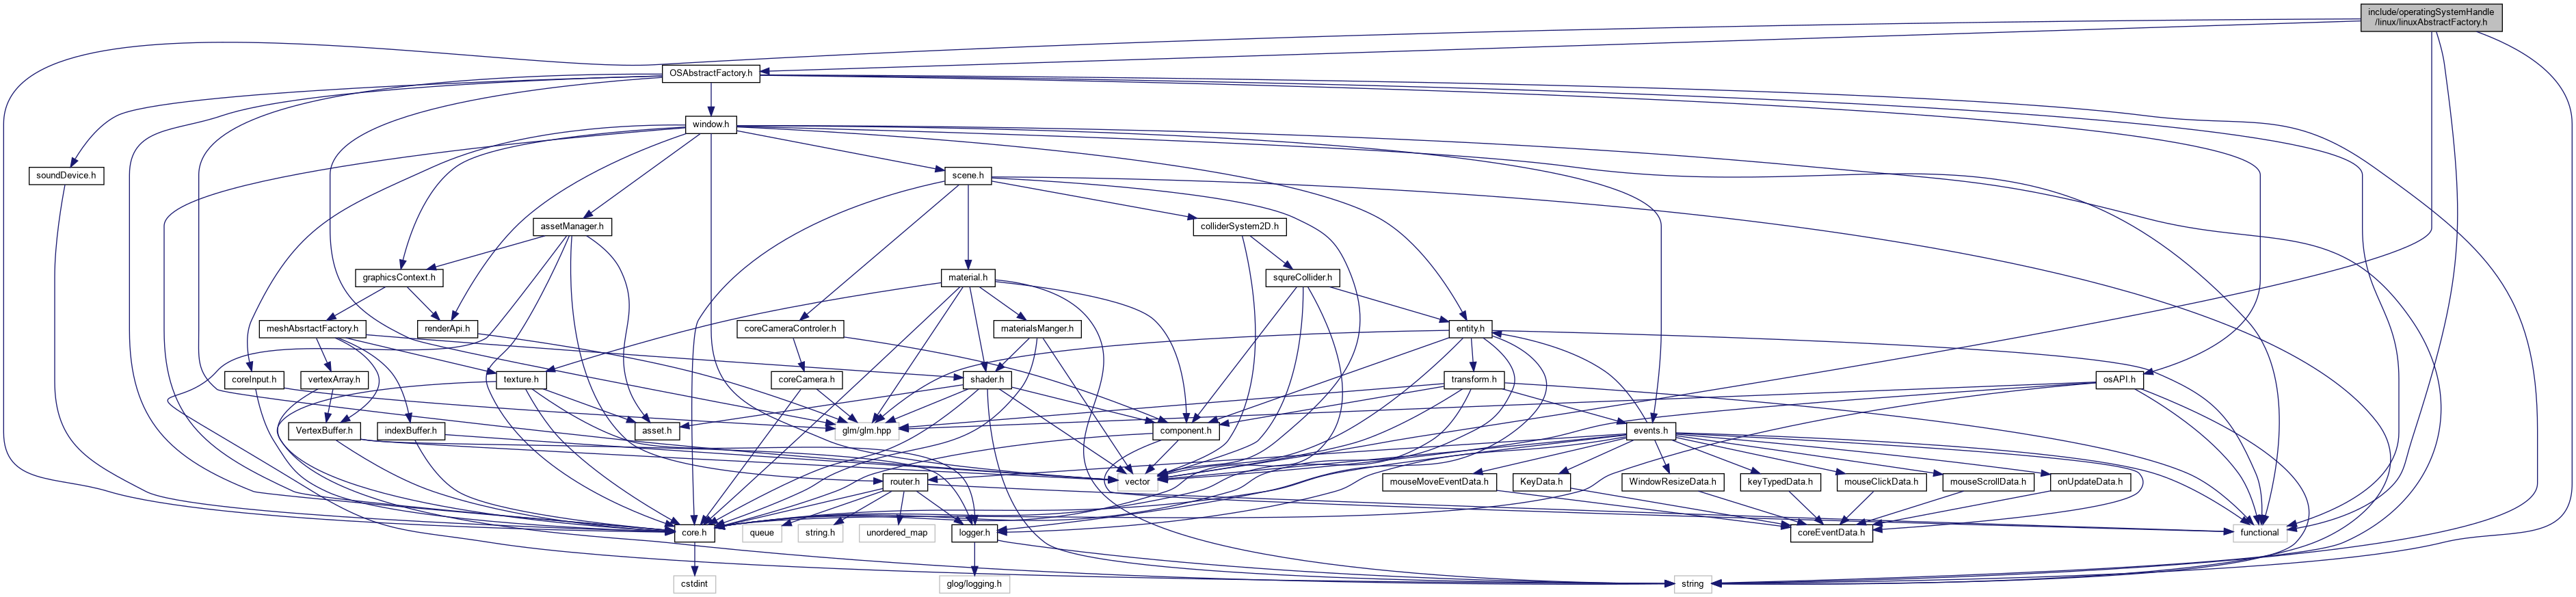 include/operatingSystemHandle
/linux/linuxAbstractFactory.h
OSAbstractFactory.h
window.h
soundDevice.h
scene.h
assetManager.h
colliderSystem2D.h
graphicsContext.h
material.h
squreCollider.h
meshAbsrtactFactory.h
renderApi.h
coreCameraControler.h
materialsManger.h
entity.h
coreInput.h
vertexArray.h
texture.h
coreCamera.h
shader.h
transform.h
osAPI.h
VertexBuffer.h
indexBuffer.h
asset.h
glm/glm.hpp
component.h
events.h
router.h
vector
mouseMoveEventData.h
KeyData.h
WindowResizeData.h
keyTypedData.h
mouseClickData.h
mouseScrollData.h
onUpdateData.h
core.h
queue
string.h
unordered_map
logger.h
coreEventData.h
functional
cstdint
glog/logging.h
string